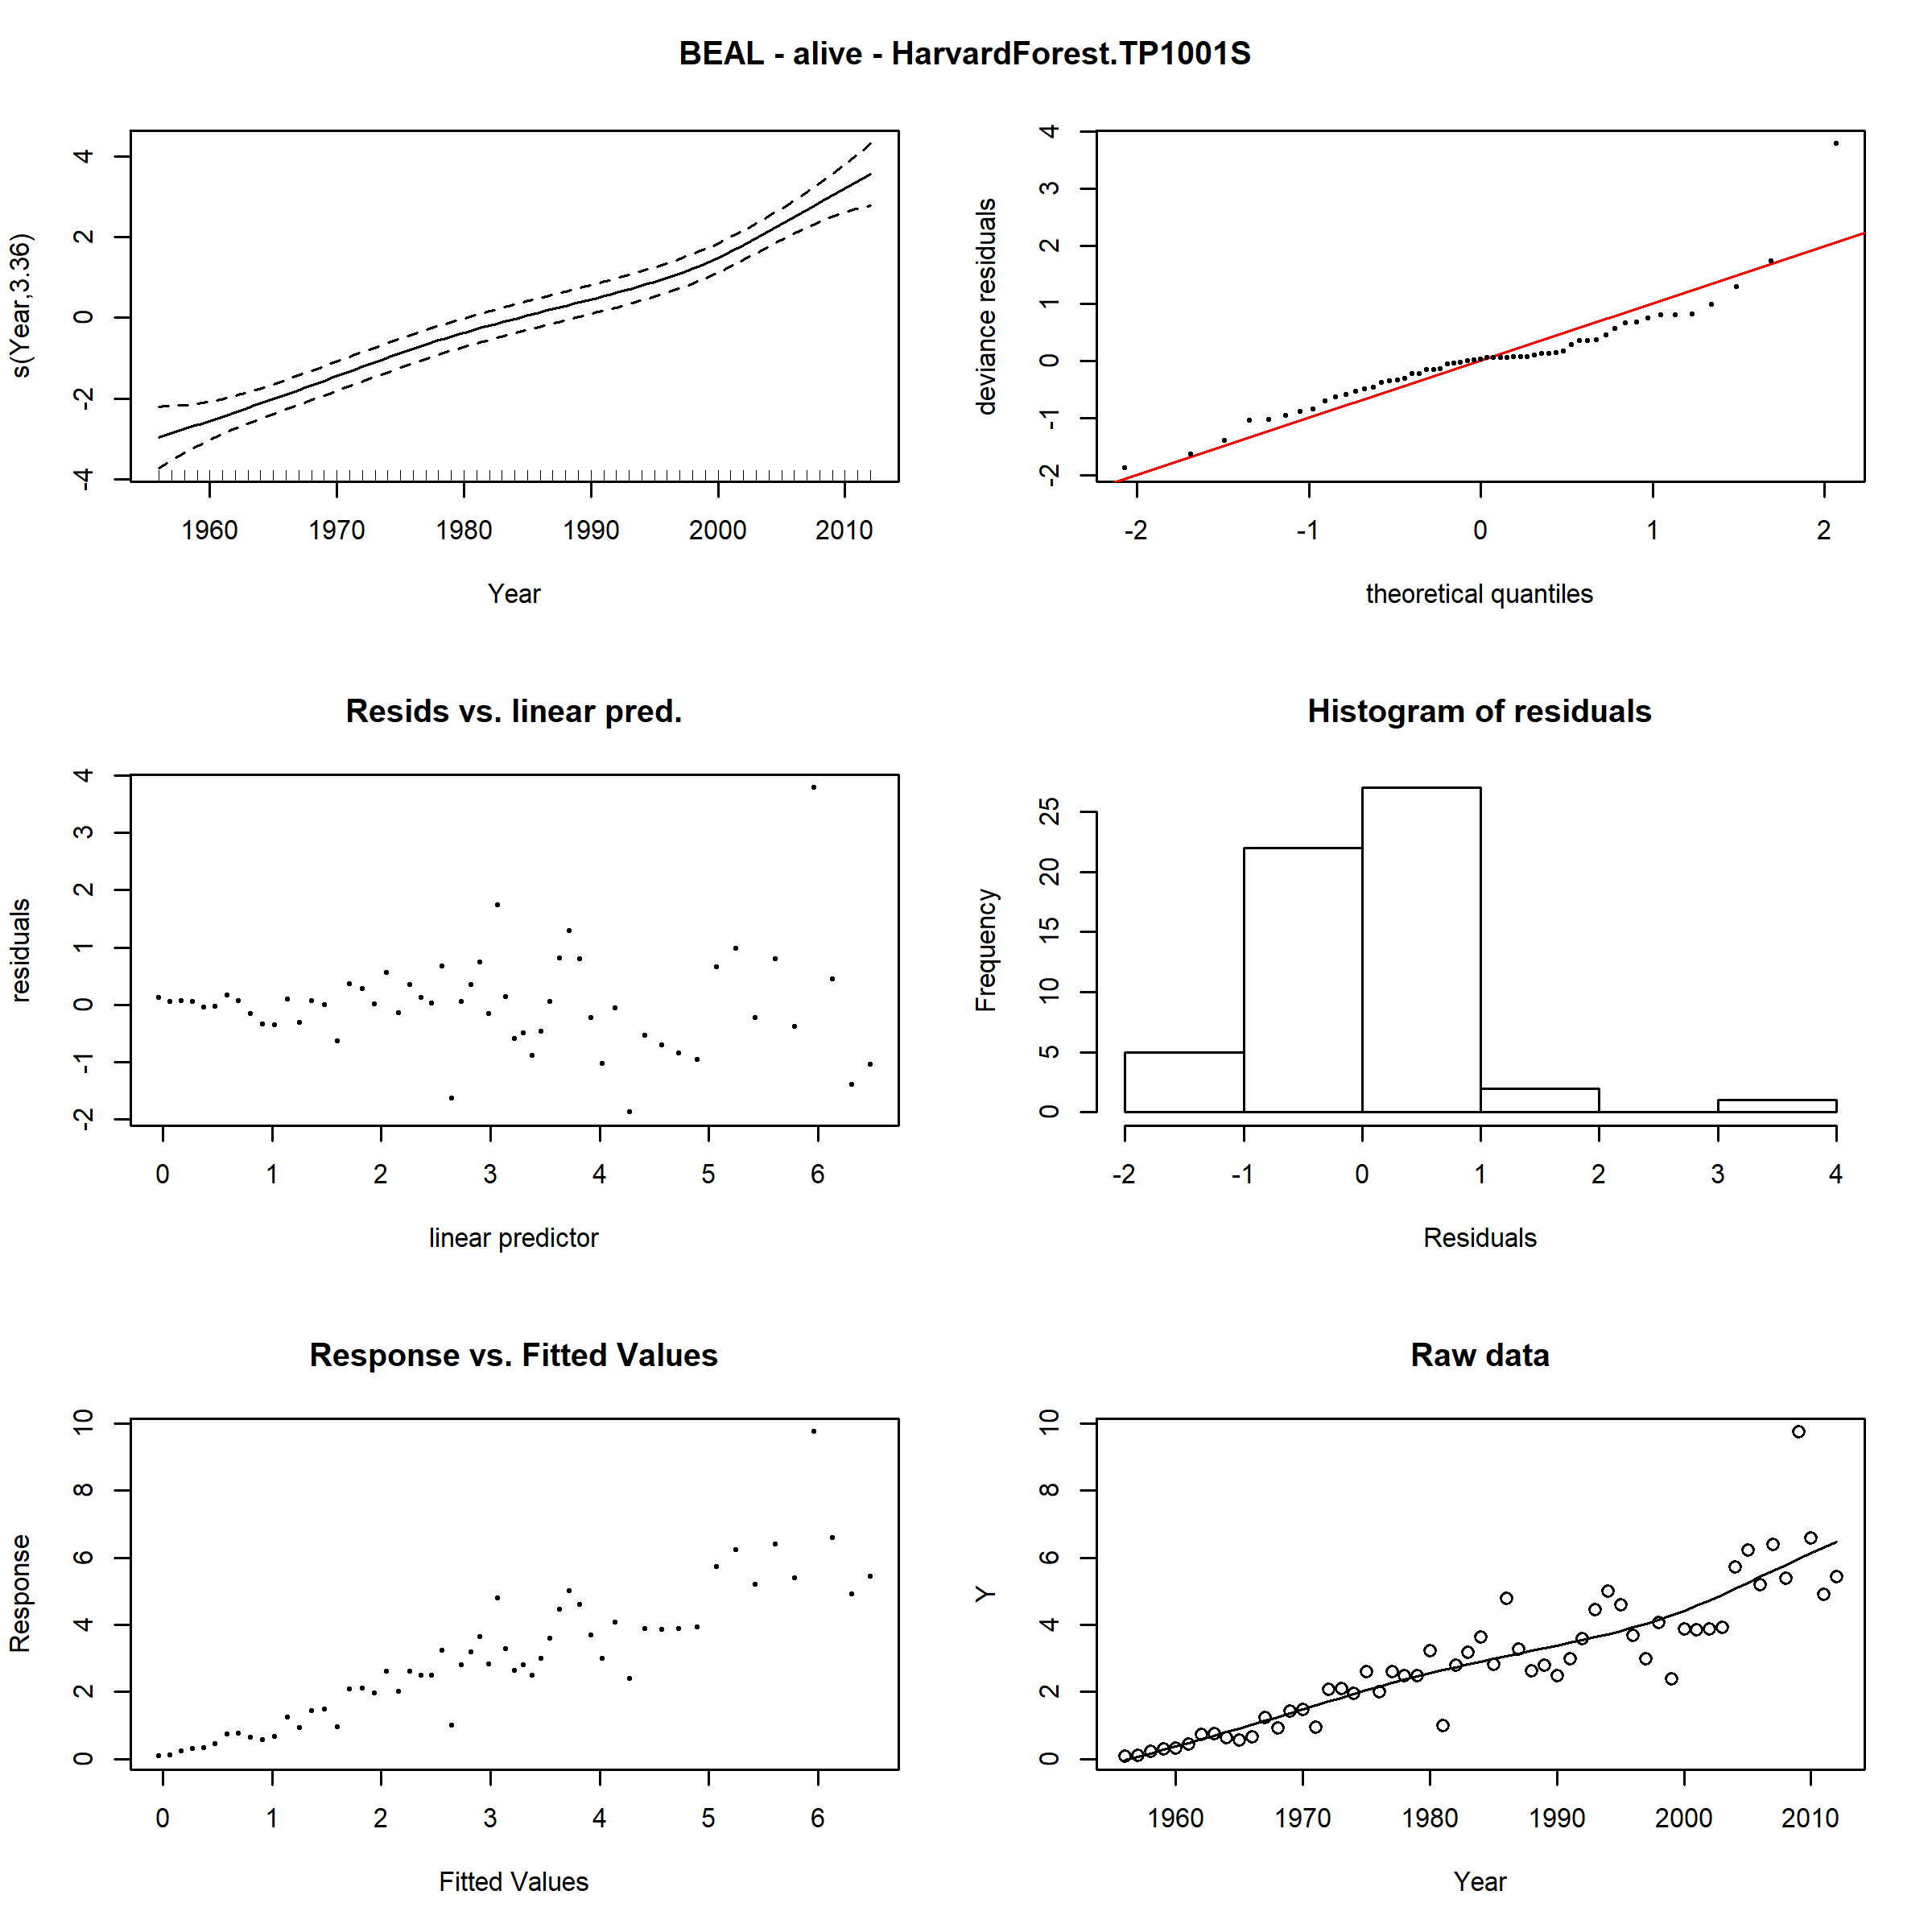 BEAL - alive - HarvardForest.TP1001S
s(Year,3.36)
4
2
0
-2
-4
1960 1970 1980 1990 2000 2010
Year
deviance residuals
4
3
2
1
0
-1
-2
-2 -1 0 1 2
theoretical quantiles
Resids vs. linear pred.
residuals
4
3
2
1
0
-1
-2
0 1 2 3 4 5 6
linear predictor
Histogram of residuals
Frequency
25
20
15
10
5
0
-2 -1 0 1 2 3 4
Residuals
Response vs. Fitted Values
Response
10
8
6
4
2
0
0 1 2 3 4 5 6
Fitted Values
Raw data
Y
10
8
6
4
2
0
1960 1970 1980 1990 2000 2010
Year